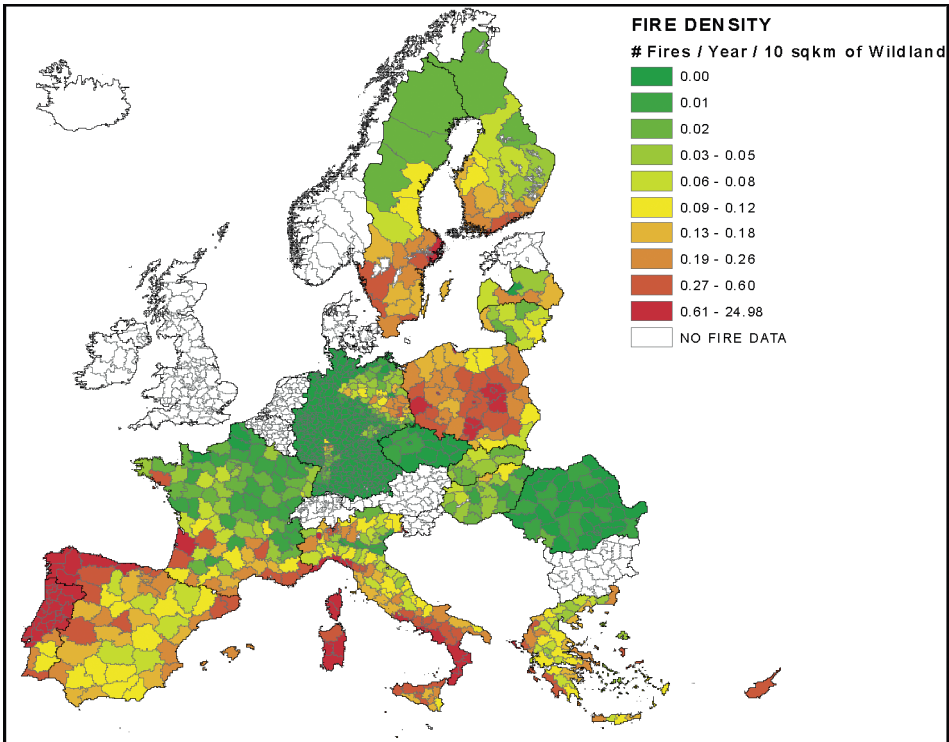 FIRE DENSITY
# Fires / Year / 10 sqkm of Wildland
0.00
0.01
0.02
0.03 - 0.05
0.06 - 0.08
0.09 - 0.12
0.13 - 0.18
0.19 - 0.26
0.27 - 0.60
0.61 - 24.98
NO FIRE DATA